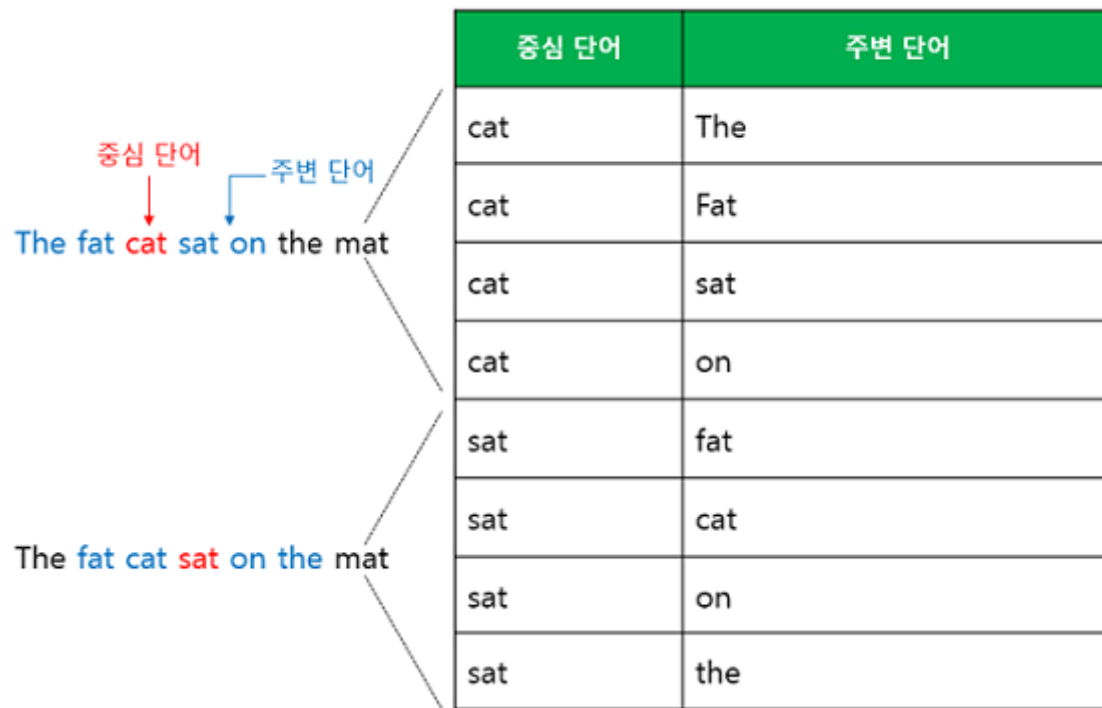 중심 단어 주변 단어
The fat cat sat on the mat
The fat cat sat on the mat
중심 단어 주변 단어
cat The
cat Fat
cat sat
cat on
sat fat
sat cat
sat on
sat the